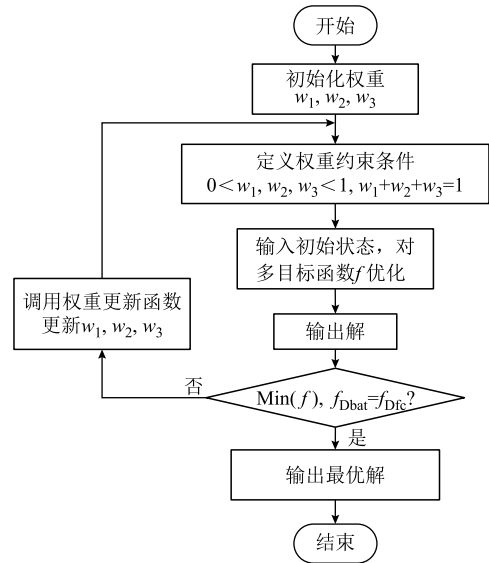 开始
初始化权重
w₁, w₂, w₃
定义权重约束条件
0<w₁, w₂, w₃<1, w₁+w₂+w₃=1
输入初始状态，对
多目标函数f优化
调用权重更新函数
更新w₁, w₂, w₃
输出解
否
Min(f), f_Dbat=f_Dfc?
是
输出最优解
结束